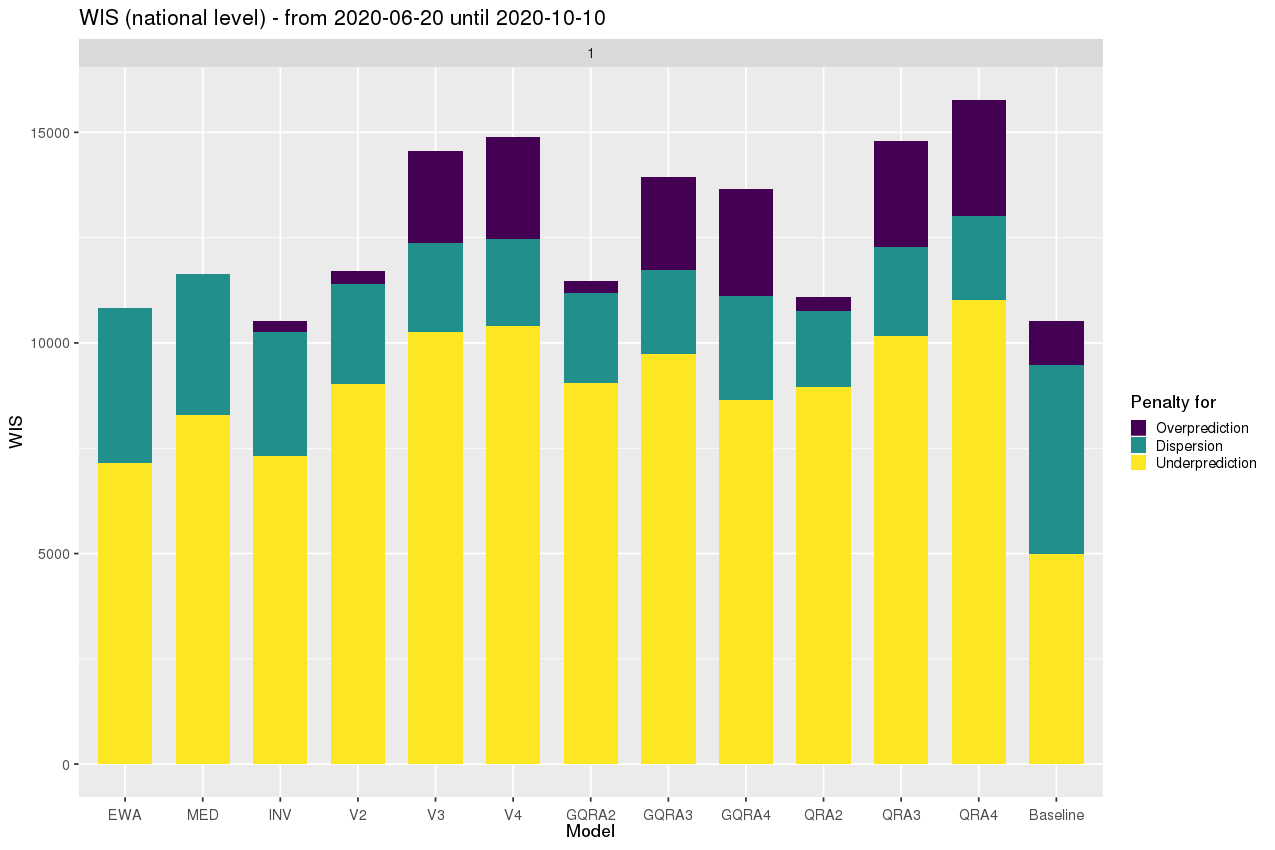 WIS (national level) - from 2020-06-20 until 2020-10-10
1
WIS
15000
10000
5000
0
EWA MED INV V2 V3 V4 GQRA2 GQRA3 GQRA4 QRA2 QRA3 QRA4 Baseline
Model
Penalty for
Overprediction
Dispersion
Underprediction